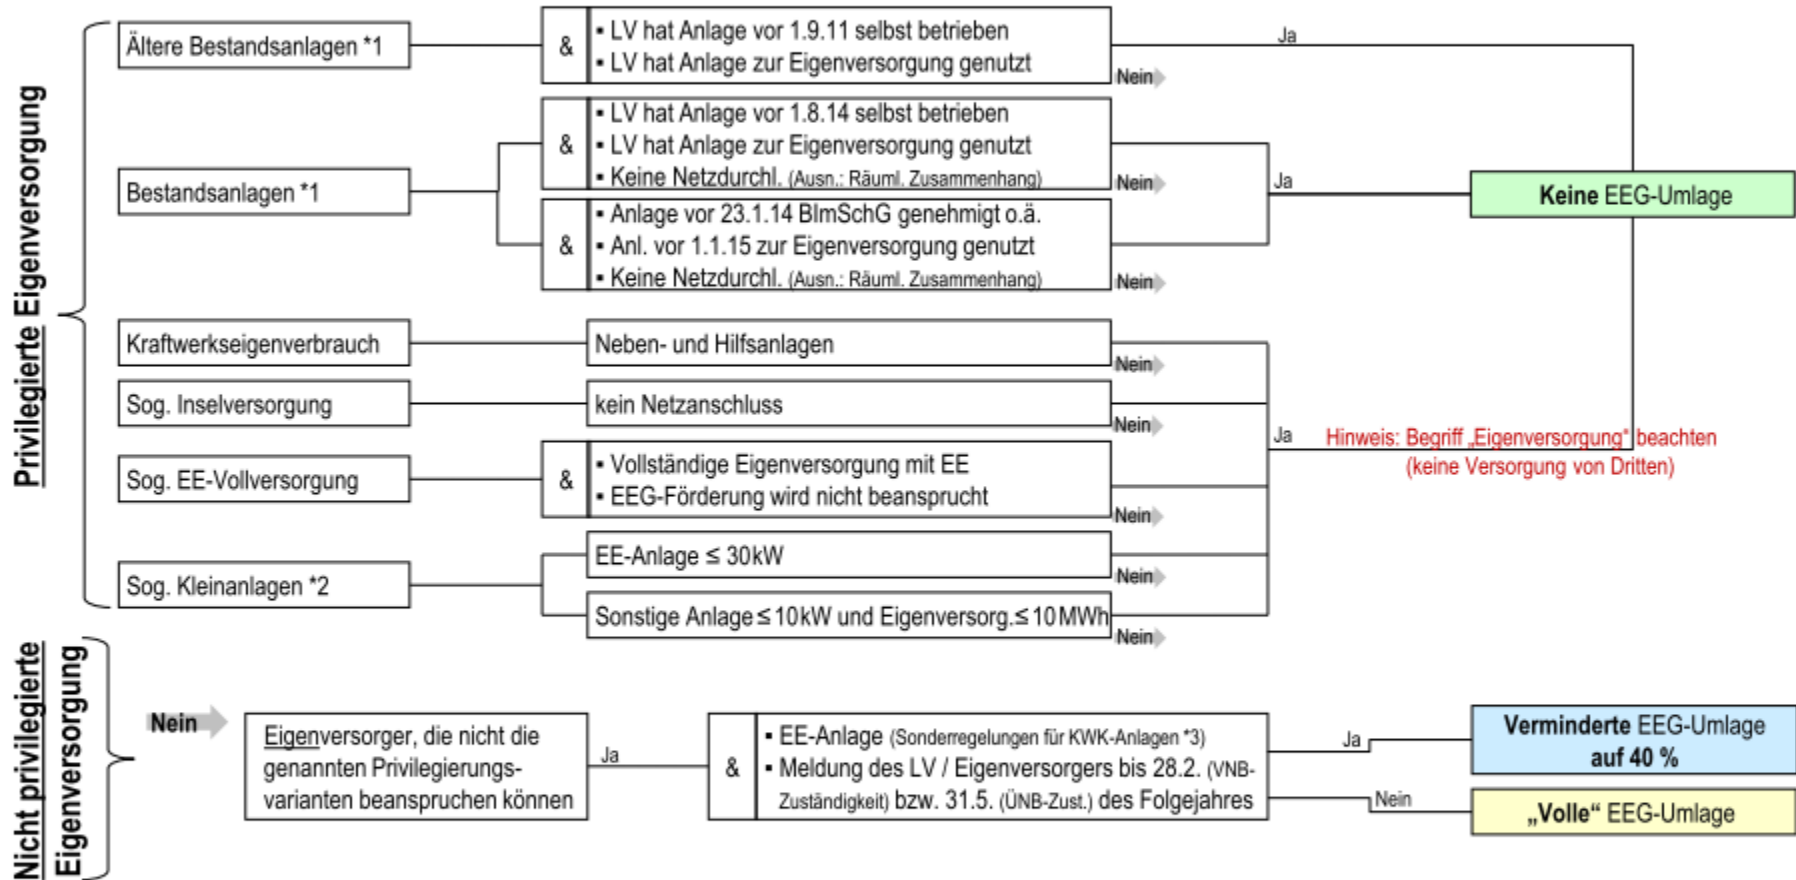 Privilegierte Eigenversorgung
Ältere Bestandsanlagen *1
&
▪ LV hat Anlage vor 1.9.11 selbst betrieben
▪ LV hat Anlage zur Eigenversorgung genutzt
Ja
Nein
Bestandsanlagen *1
&
▪ LV hat Anlage vor 1.8.14 selbst betrieben
▪ LV hat Anlage zur Eigenversorgung genutzt
▪ Keine Netzdurchl. (Ausn.: Räuml. Zusammenhang)
Nein
&
▪ Anlage vor 23.1.14 BImSchG genehmigt o.ä.
▪ Anl. vor 1.1.15 zur Eigenversorgung genutzt
▪ Keine Netzdurchl. (Ausn.: Räuml. Zusammenhang)
Nein
Ja
Keine EEG-Umlage
Kraftwerkseigenverbrauch
Neben- und Hilfsanlagen
Nein
Sog. Inselversorgung
kein Netzanschluss
Nein
Sog. EE-Vollversorgung
&
▪ Vollständige Eigenversorgung mit EE
▪ EEG-Förderung wird nicht beansprucht
Nein
Ja
Hinweis: Begriff „Eigenversorgung“ beachten
(keine Versorgung von Dritten)
Sog. Kleinanlagen *2
EE-Anlage ≤ 30kW
Nein
Sonstige Anlage ≤ 10kW und Eigenversorg. ≤ 10 MWh
Nein
Nicht privilegierte
Eigenversorgung
Nein
Eigenversorger, die nicht die
genannten Privilegierungs-
varianten beanspruchen können
Ja
&
▪ EE-Anlage (Sonderregelungen für KWK-Anlagen *3)
▪ Meldung des LV / Eigenversorgers bis 28.2. (VNB-
Zuständigkeit) bzw. 31.5. (ÜNB-Zust.) des Folgejahres
Ja
Verminderte EEG-Umlage
auf 40 %
Nein
„Volle“ EEG-Umlage